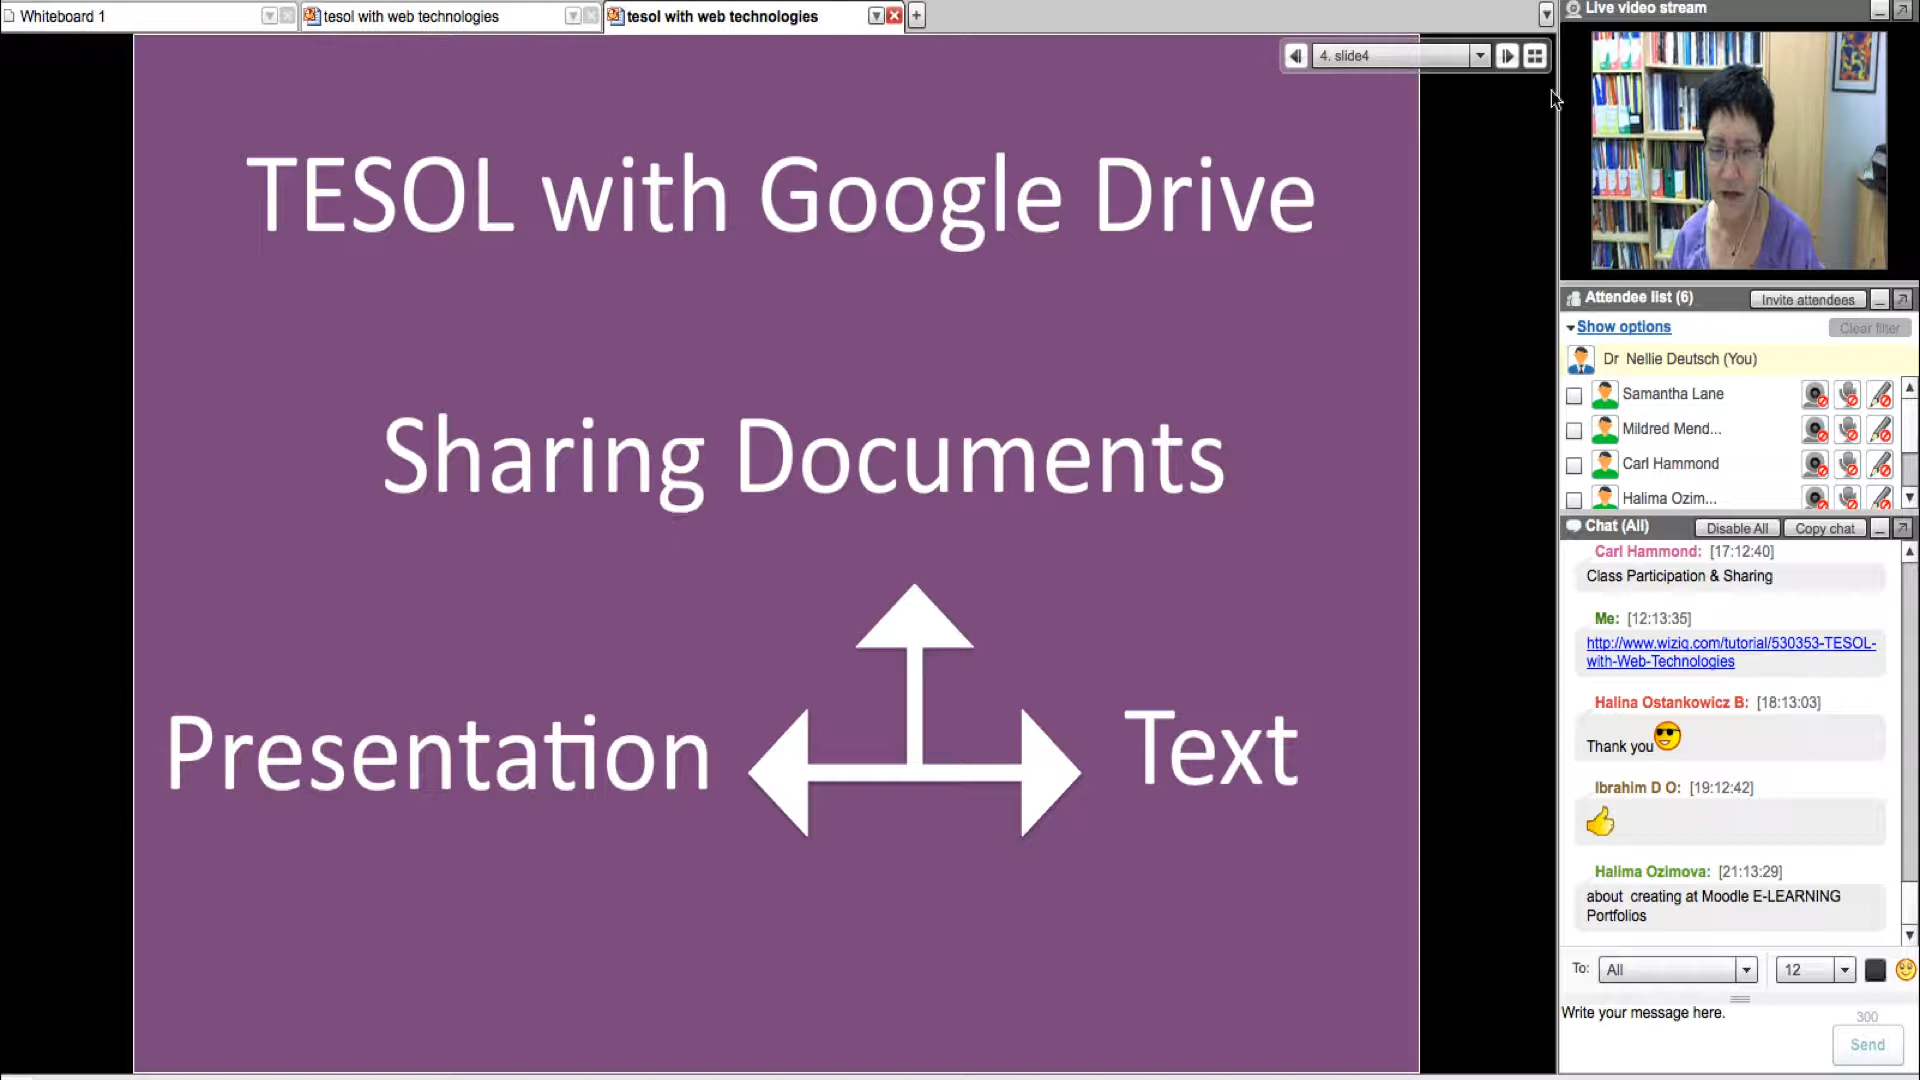 Whiteboard 1
tesol with web technologies
tesol with web technologies
4. slide4
TESOL with Google Drive
Sharing Documents
Presentation
Text
Live video stream
Attendee list (6)
Invite attendees
Show options
Clear filter
Dr Nellie Deutsch (You)
Samantha Lane
Mildred Mend...
Carl Hammond
Halima Ozim...
Chat (All)
Disable All
Copy chat
Carl Hammond: [17:12:40]
Class Participation & Sharing
Me: [12:13:35]
http://www.wiziq.com/tutorial/530353-TESOL-
with-Web-Technologies
Halina Ostankowicz B: [18:13:03]
Thank you
Ibrahim D O: [19:12:42]
Halima Ozimova: [21:13:29]
about creating at Moodle E-LEARNING
Portfolios
To: All
12
Write your message here.
300
Send